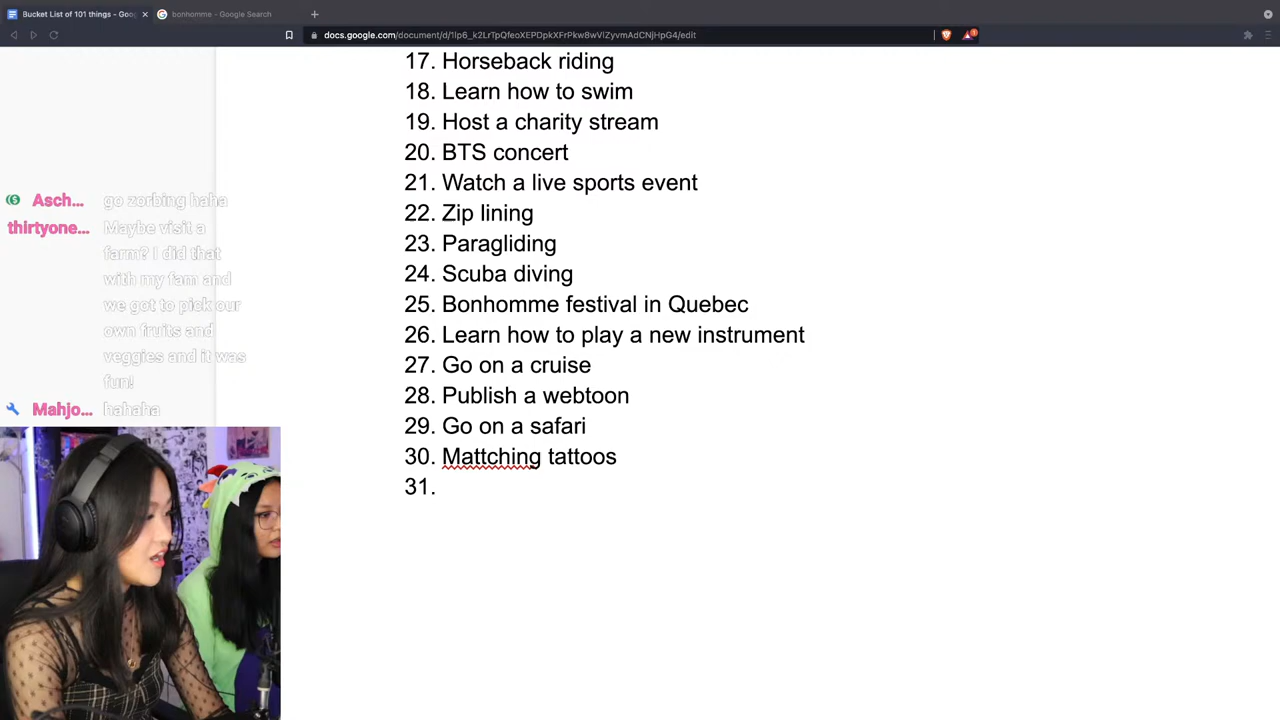 Bucket List of 101 things - Goo
bonhomme - Google Search
docs.google.com/document/d/1Ip6_k2LrTpQfeoXEPDpkXFrPkw8wVlZyvmAdCNjHpG4/edit
17. Horseback riding
18. Learn how to swim
19. Host a charity stream
20. BTS concert
21. Watch a live sports event
22. Zip lining
23. Paragliding
24. Scuba diving
25. Bonhomme festival in Quebec
26. Learn how to play a new instrument
27. Go on a cruise
28. Publish a webtoon
29. Go on a safari
30. Mattching tattoos
31.
Asch... go zorbing haha
thirtyone... Maybe visit a
farm? I did that
with my fam and
we got to pick our
own fruits and
veggies and it was
fun!
Mahjo... hahaha